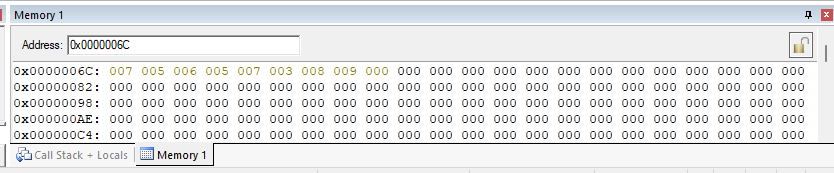 Memory 1
Address: 0x0000006C
0x0000006C: 007 005 006 005 007 003 008 009 000 000 000 000 000 000 000 000 000 000 000 000 000 000
0x00000082: 000 000 000 000 000 000 000 000 000 000 000 000 000 000 000 000 000 000 000 000 000 000
0x00000098: 000 000 000 000 000 000 000 000 000 000 000 000 000 000 000 000 000 000 000 000 000 000
0x000000AE: 000 000 000 000 000 000 000 000 000 000 000 000 000 000 000 000 000 000 000 000 000 000
0x000000C4: 000 000 000 000 000 000 000 000 000 000 000 000 000 000 000 000 000 000 000 000 000 000
Call Stack + Locals Memory 1